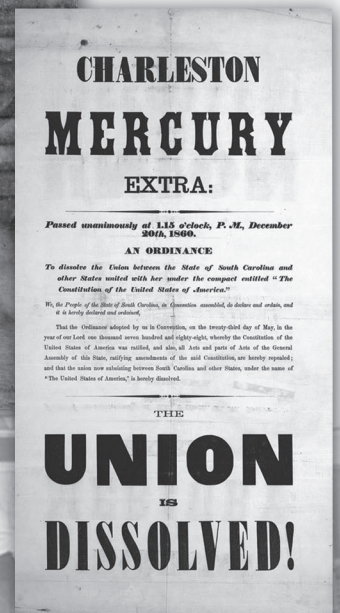 CHARLESTON
MERCURY
EXTRA:
Passed unanimously at 1.15 o'clock, P. M., December
20th, 1860.
AN ORDINANCE
To dissolve the Union between the State of South Carolina and
other States united with her under the compact entitled "The
Constitution of the United States of America."
We, the People of the State of South Carolina, in Convention assembled, do declare and ordain, and
it is hereby declared and ordained,
That the Ordinance adopted by us in Convention, on the twenty-third day of May, in the
year of our Lord one thousand seven hundred and eighty-eight, whereby the Constitution of the
United States of America was ratified, and also, all Acts and parts of Acts of the General
Assembly of this State, ratifying amendments of the said Constitution, are hereby repealed;
and that the union now subsisting between South Carolina and other States, under the name of
"The United States of America," is hereby dissolved.
THE
UNION
IS
DISSOLVED!